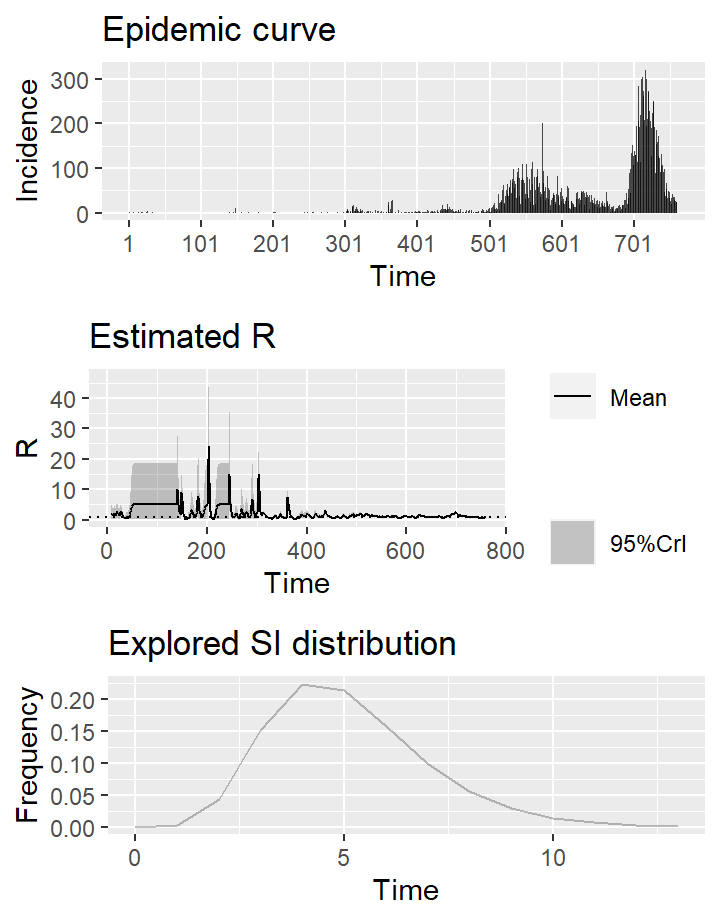 Epidemic curve
Incidence
300
200
100
0
1 101 201 301 401 501 601 701
Time
Estimated R
R
40
30
20
10
0
0 200 400 600 800
Time
Mean
95%CrI
Explored SI distribution
Frequency
0.20
0.15
0.10
0.05
0.00
0 5 10
Time